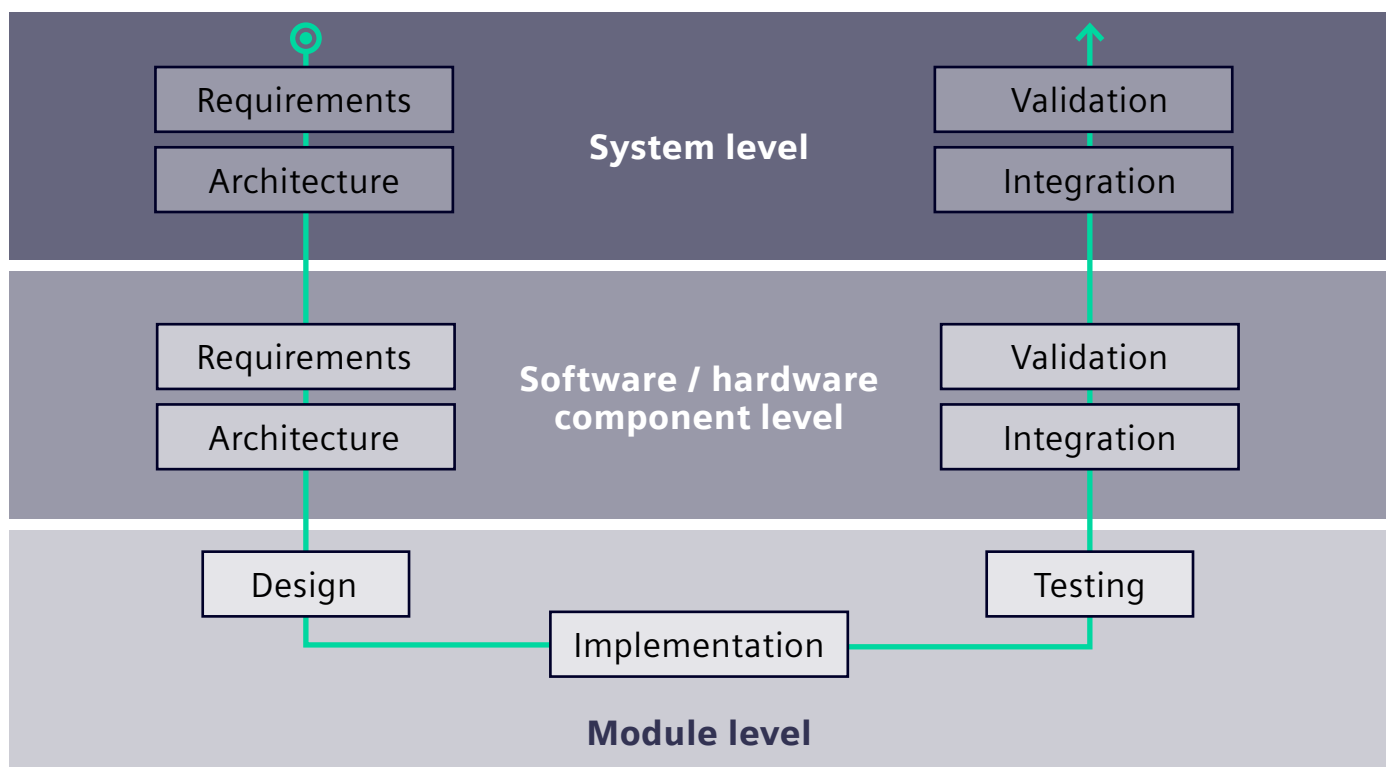 Requirements
Validation
System level
Architecture
Integration
Requirements
Validation
Software / hardware
component level
Architecture
Integration
Design
Testing
Implementation
Module level